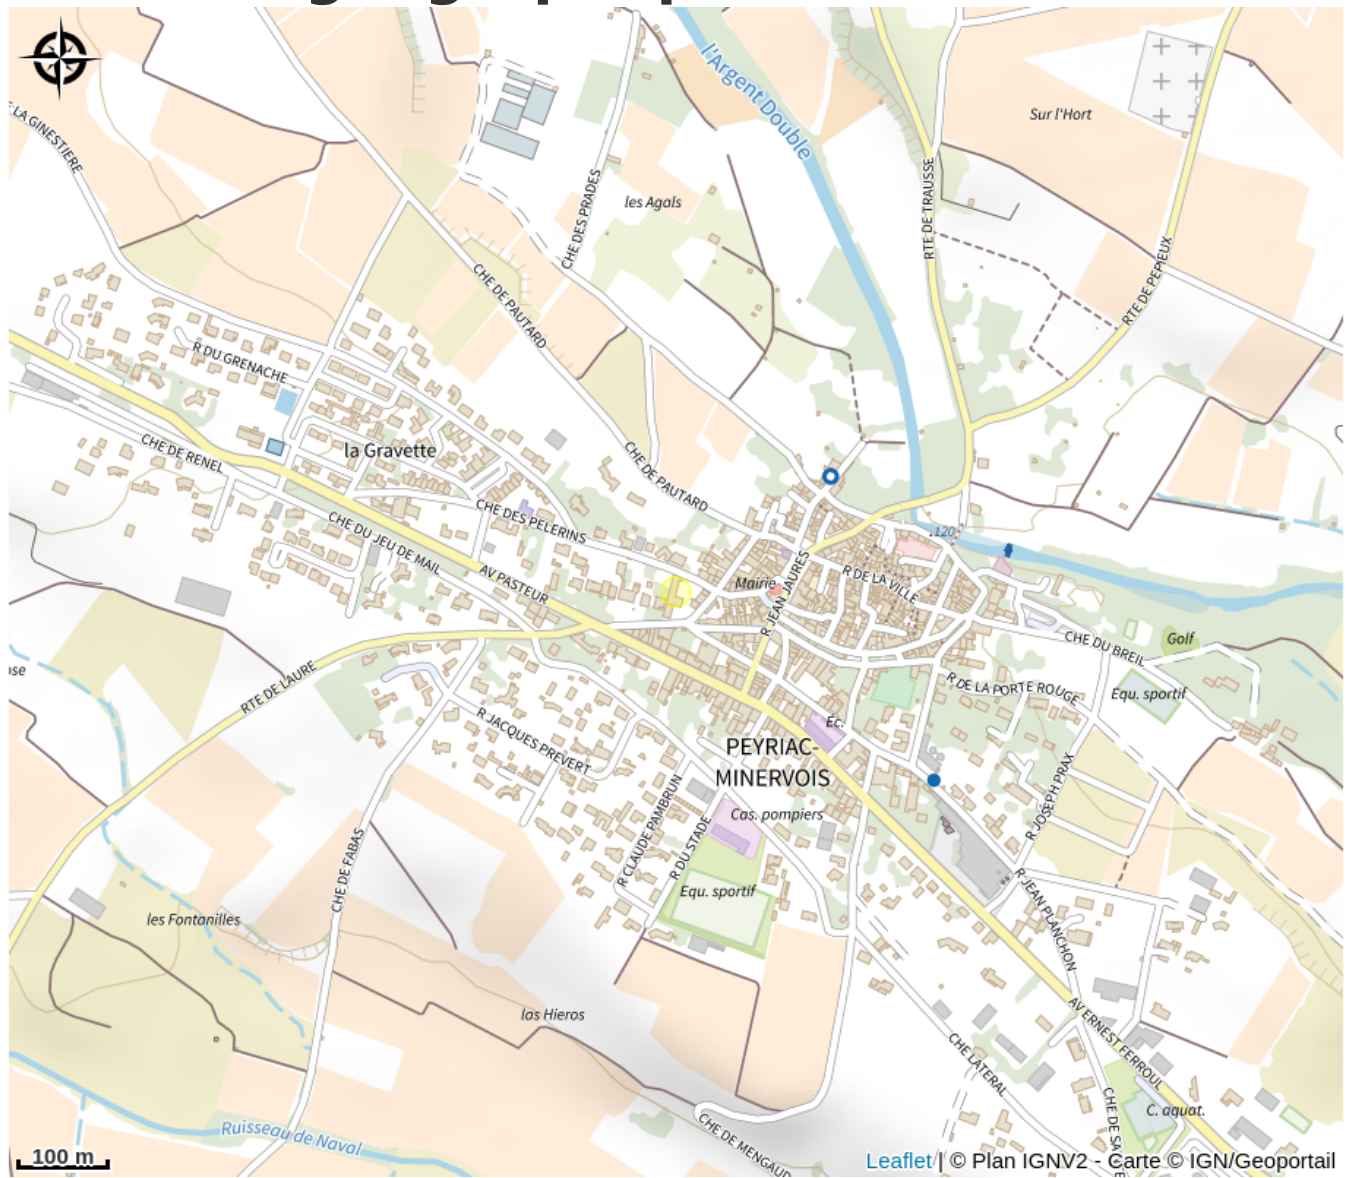 l'Argent Double
Sur l'Hort
LA GINESTIERE
RTE DE TRAUSSE
CHE DES PRADES
les Agals
RTE DE PEPIEUX
CHE DE PAUTARD
R DU GRENACHE
CHE DE RENEL
la Gravette
CHE DE PAUTARD
CHE DES PELERINS
CHE DU JEU DE MAIL
120
AV PASTEUR
Mairie
R JEAN JAURES
R DE LA VILLE
CHE DU BREIL
Golf
ose
RTE DE LAURE
R DE LA PORTE ROUGE
Equ. sportif
R JACQUES PREVERT
Éc.
PEYRIAC-
MINERVOIS
R JOSEPH PRAX
Cas. pompiers
R CLAUDE PAMBRUN
R DU STADE
CHE DE FABAS
Equ. sportif
R JEAN PLANCHON
les Fontanilles
las Hieros
AV ERNEST FERROUL
CHE LATERAL
C. aquat.
CHE DE SA
Ruisseau de Naval
CHE DE MENGAUD
100 m
Leaflet | © Plan IGNV2 - Carte © IGN/Geoportail